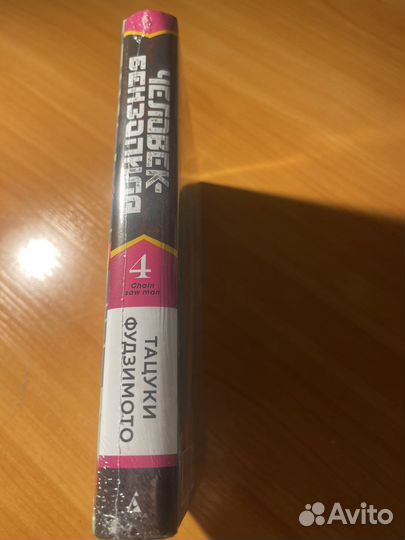 ЧЕЛОВЕК-
БЕНЗОПИЛА
4
Chain
saw man
ТАЦУКИ
ФУДЗИМОТО
Avito